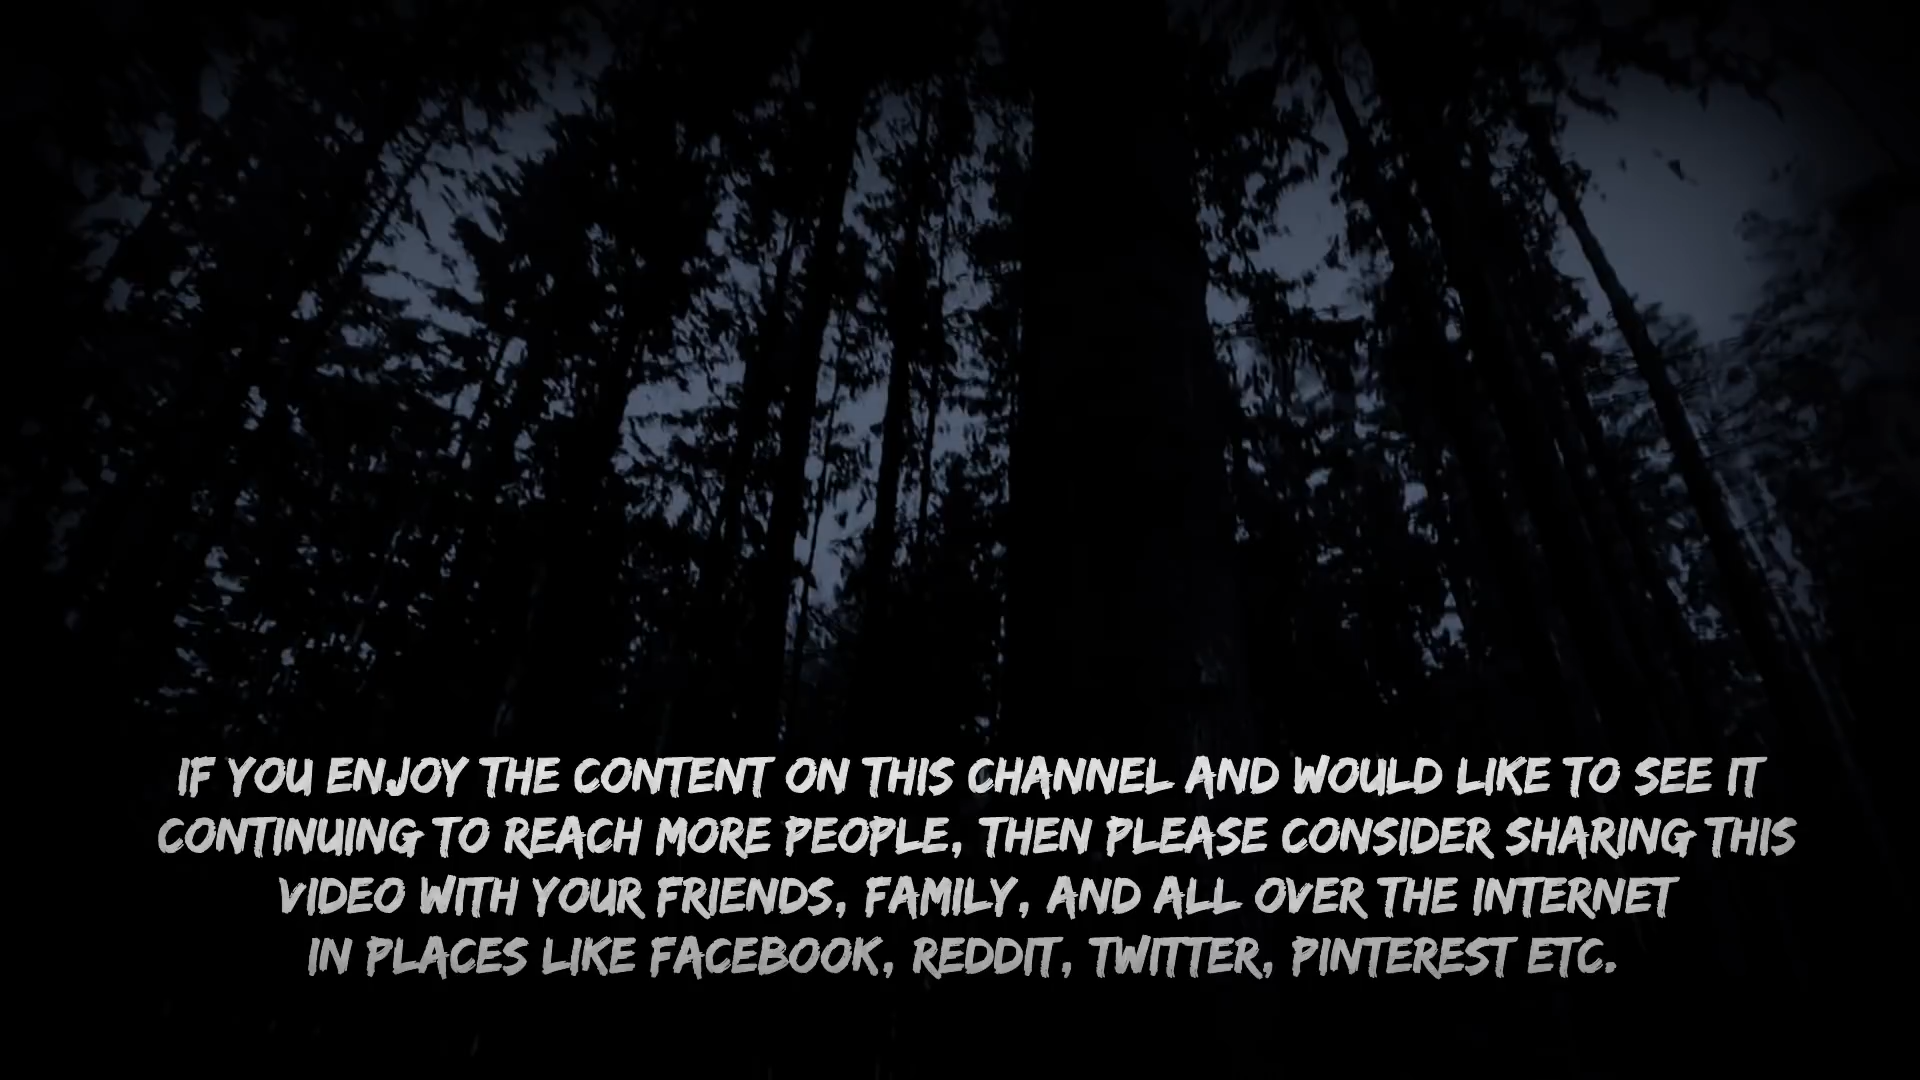 IF YOU ENJOY THE CONTENT ON THIS CHANNEL AND WOULD LIKE TO SEE IT
CONTINUING TO REACH MORE PEOPLE, THEN PLEASE CONSIDER SHARING THIS
VIDEO WITH YOUR FRIENDS, FAMILY, AND ALL OVER THE INTERNET
IN PLACES LIKE FACEBOOK, REDDIT, TWITTER, PINTEREST ETC.